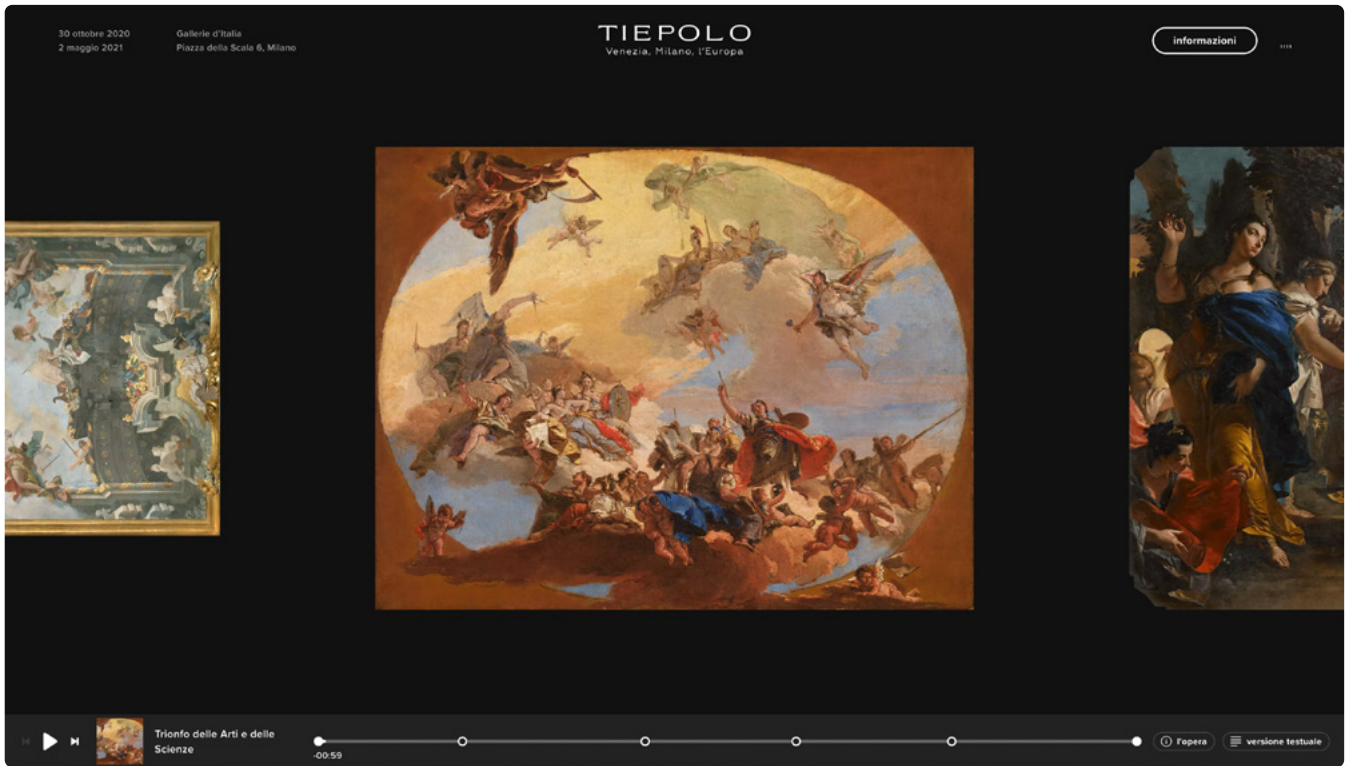 30 ottobre 2020
2 maggio 2021
Gallerie d'Italia
Piazza della Scala 6, Milano
TIEPOLO
Venezia, Milano, l'Europa
informazioni
Trionfo delle Arti e delle
Scienze
-00:59
l'opera
versione testuale